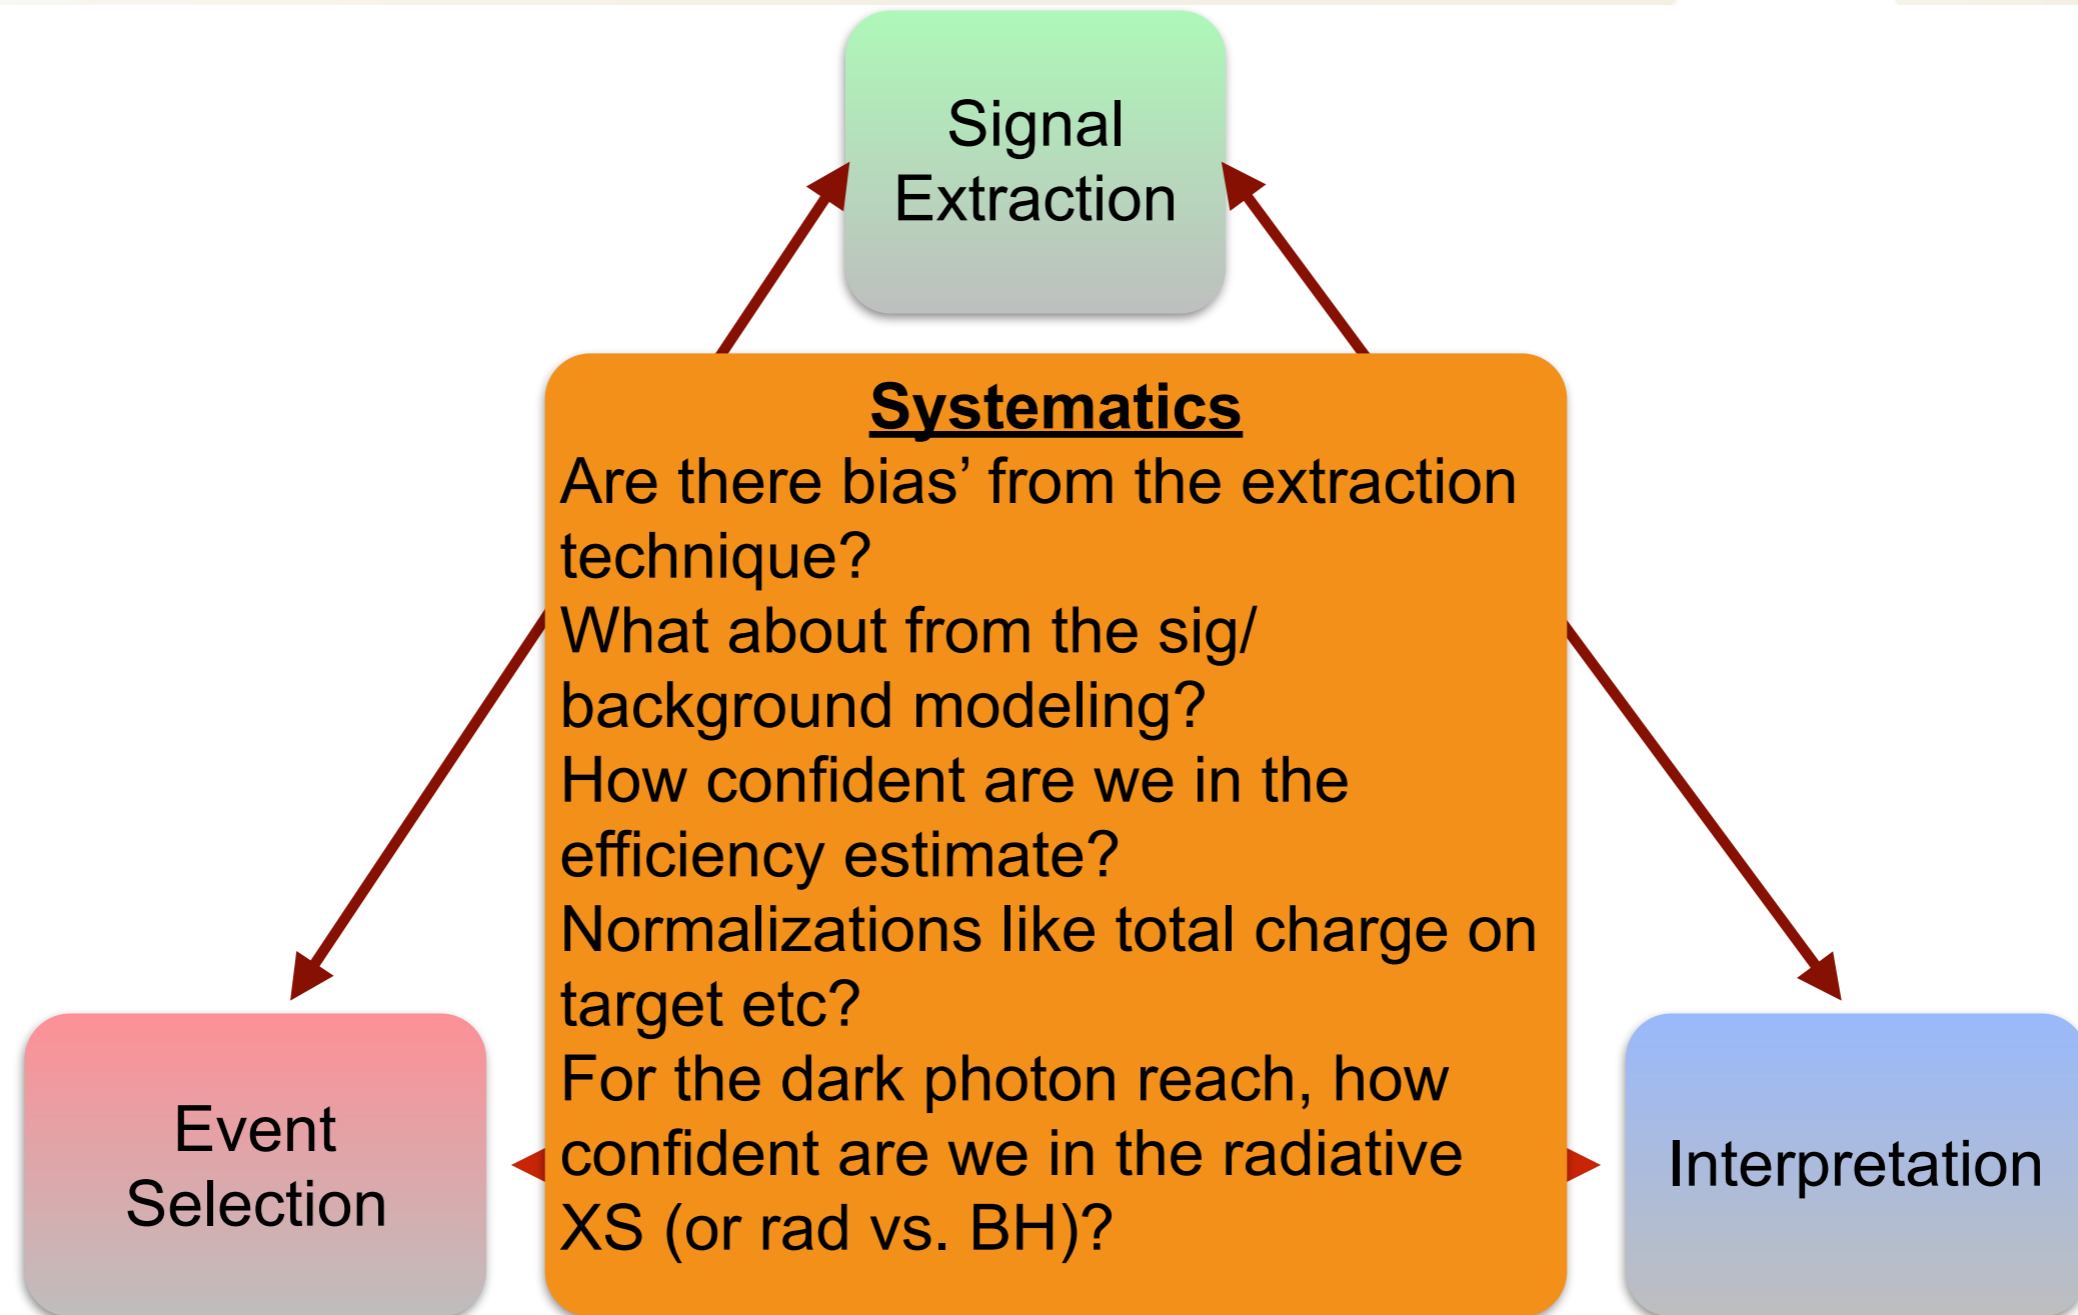 Signal
Extraction
Systematics
Are there bias’ from the extraction
technique?
What about from the sig/
background modeling?
How confident are we in the
efficiency estimate?
Normalizations like total charge on
target etc?
For the dark photon reach, how
confident are we in the radiative
XS (or rad vs. BH)?
Event
Selection
Interpretation